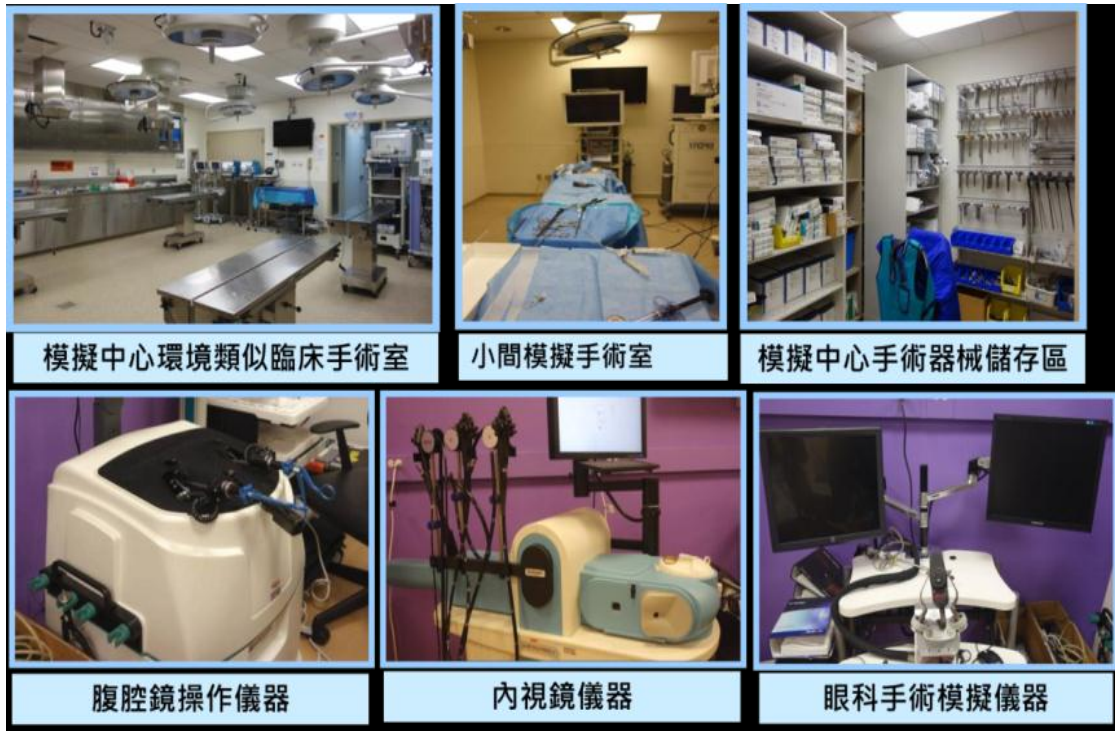 模擬中心環境類似臨床手術室
小間模擬手術室
模擬中心手術器械儲存區
腹腔鏡操作儀器
內視鏡儀器
眼科手術模擬儀器